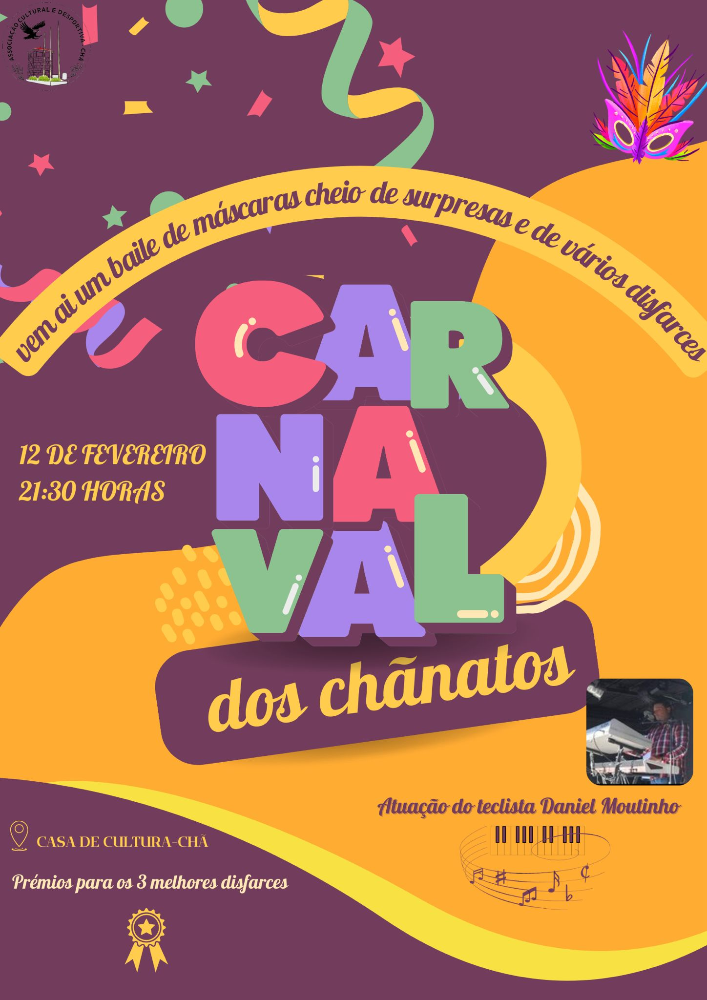 ASSOCIAÇÃO CULTURAL E DESPORTIVA - CHÃ
vem ai um baile de máscaras cheio de surpresas e de vários disfarces
CAR
NA
VAL
12 DE FEVEREIRO
21:30 HORAS
dos chãnatos
Atuação do teclista Daniel Moutinho
CASA DE CULTURA-CHÃ
Prémios para os 3 melhores disfarces